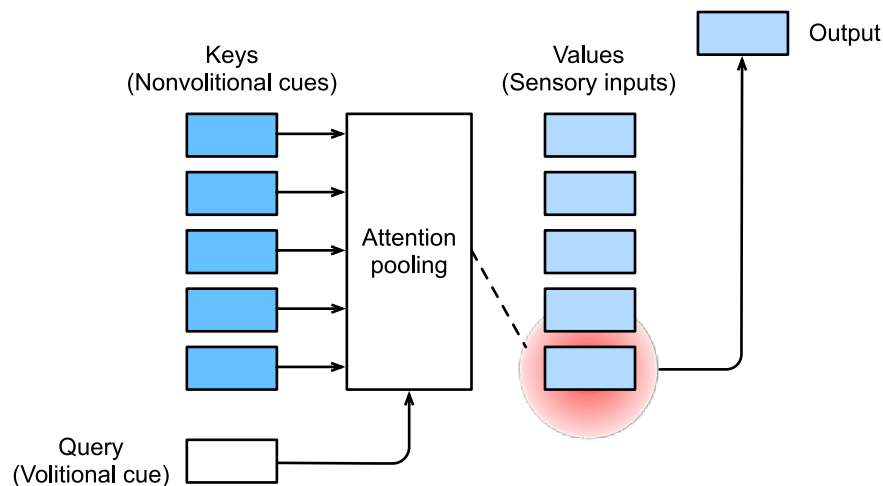 Keys
(Nonvolitional cues)
Values
(Sensory inputs)
Output
Attention
pooling
Query
(Volitional cue)